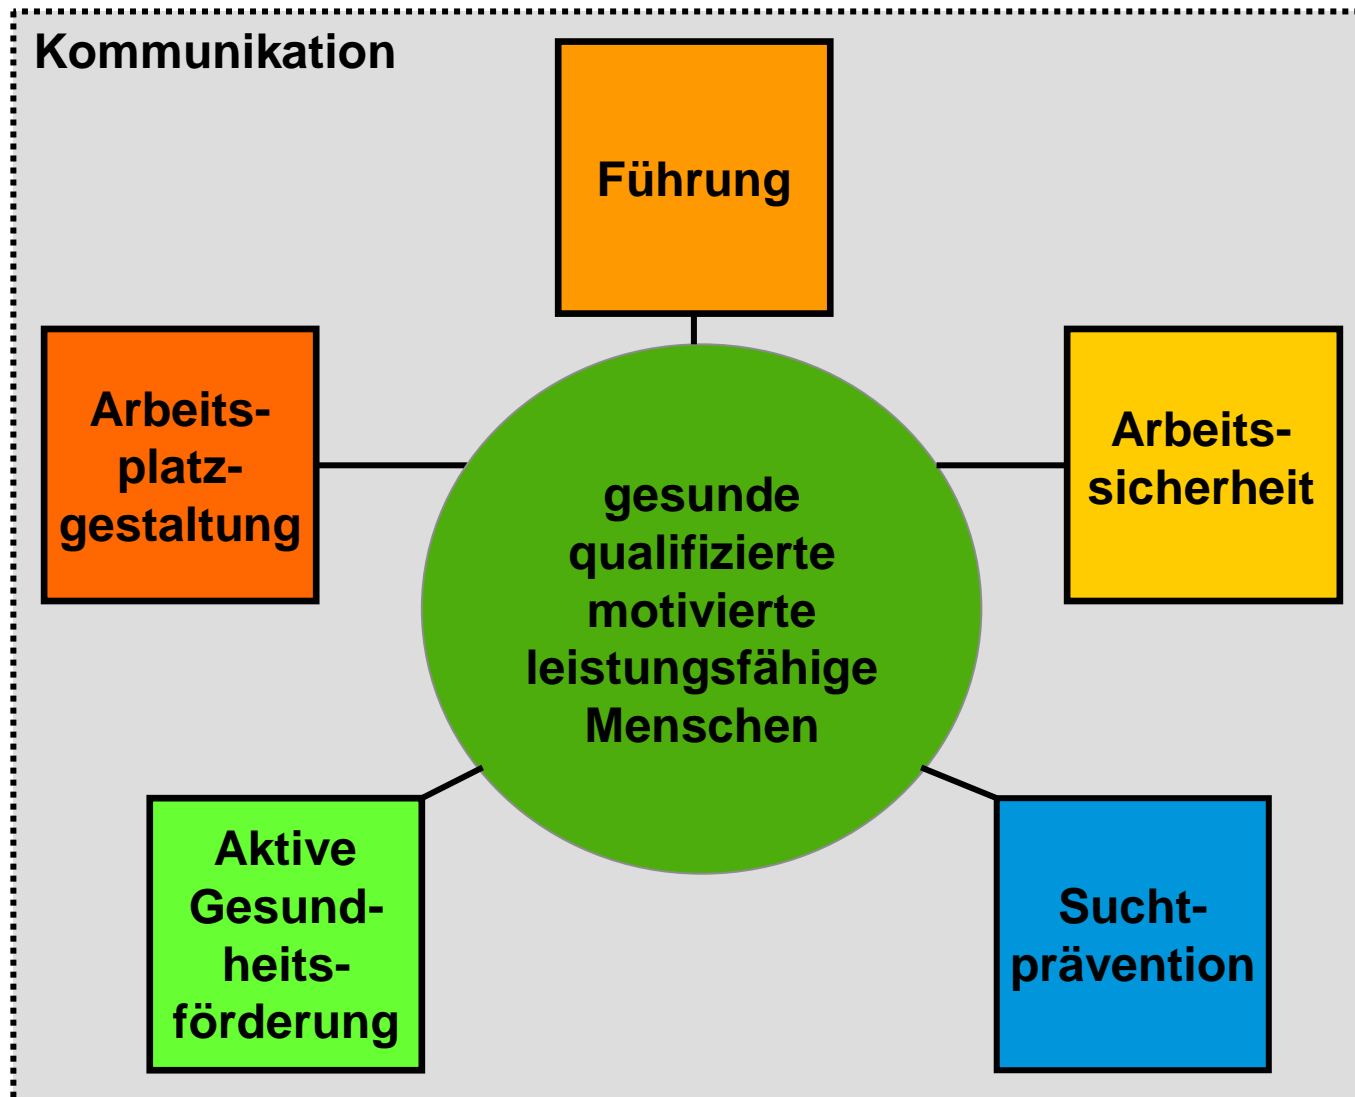 Kommunikation
Führung
Arbeits-
platz-
gestaltung
Arbeits-
sicherheit
gesunde
qualifizierte
motivierte
leistungsfähige
Menschen
Aktive
Gesund-
heits-
förderung
Sucht-
prävention